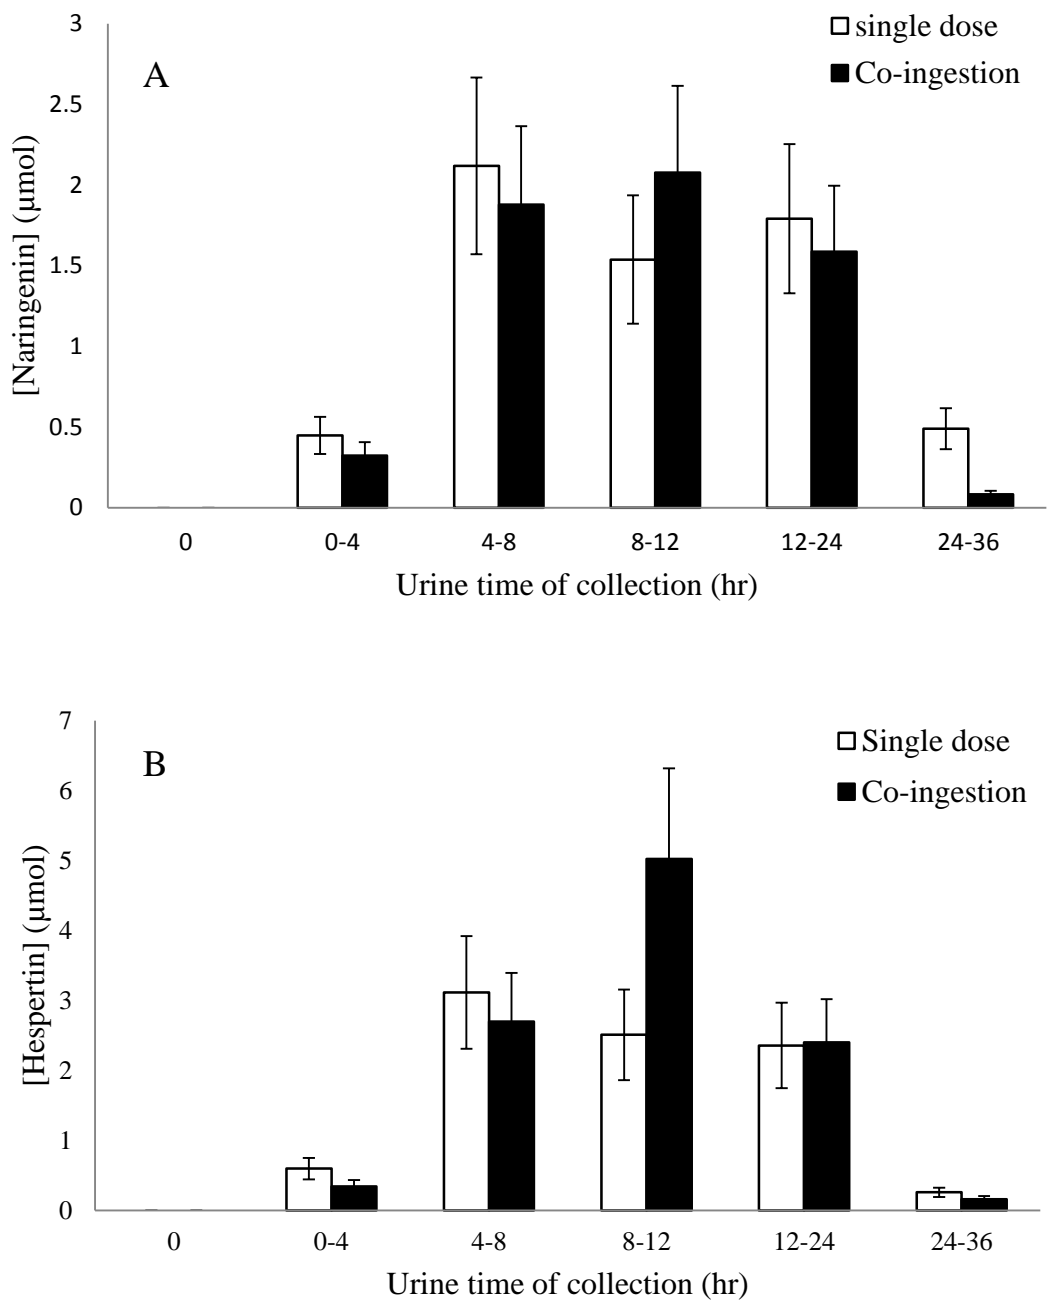 3
single dose
A
Co-ingestion
2.5
2
1.5
1
0.5
0
[Naringenin] (µmol)
0 0-4 4-8 8-12 12-24 24-36
Urine time of collection (hr)
7
Single dose
B
Co-ingestion
6
5
4
3
2
1
0
[Hespertin] (µmol)
0 0-4 4-8 8-12 12-24 24-36
Urine time of collection (hr)